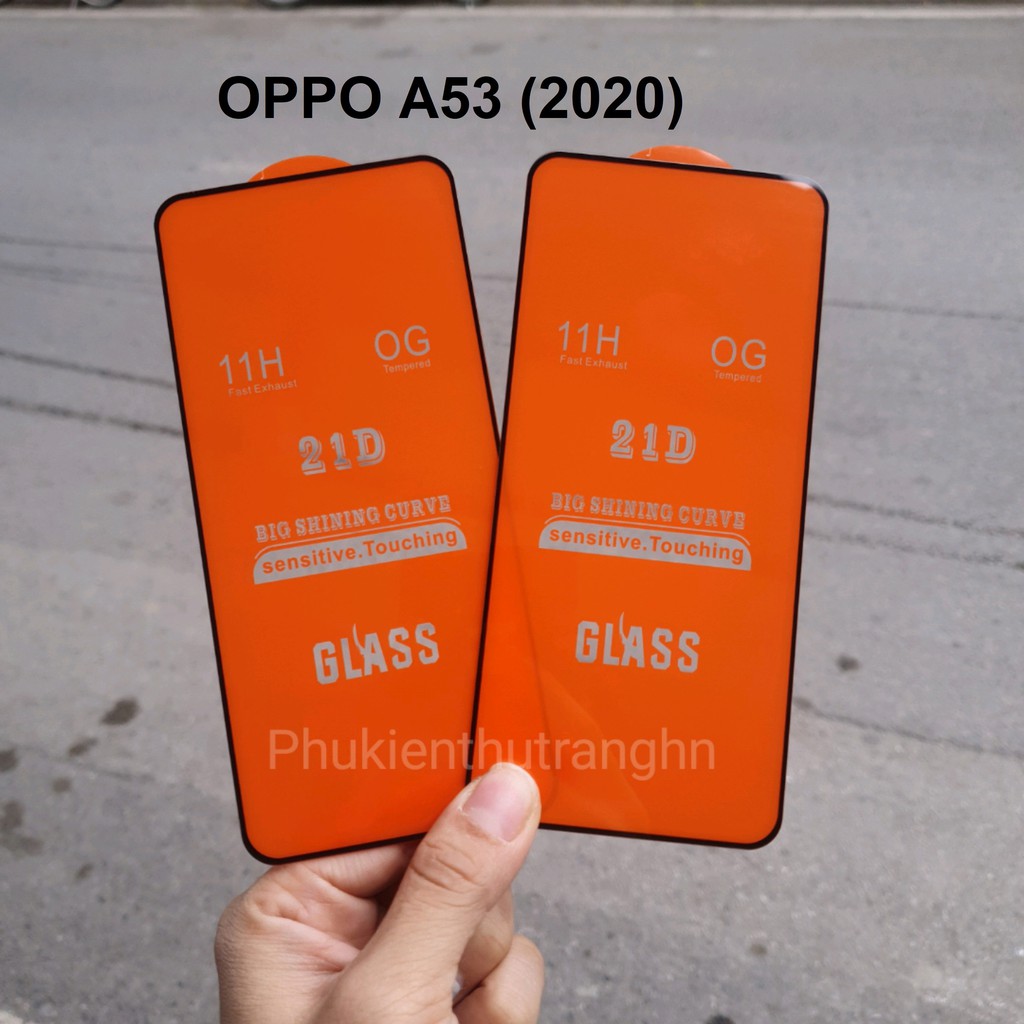 OPPO A53 (2020)
11H
Fast Exhaust
OG
Tempered
21D
BIG SHINING CURVE
sensitive.Touching
GLASS
11H
Fast Exhaust
OG
Tempered
21D
BIG SHINING CURVE
sensitive.Touching
GLASS
Phukienthutranghn